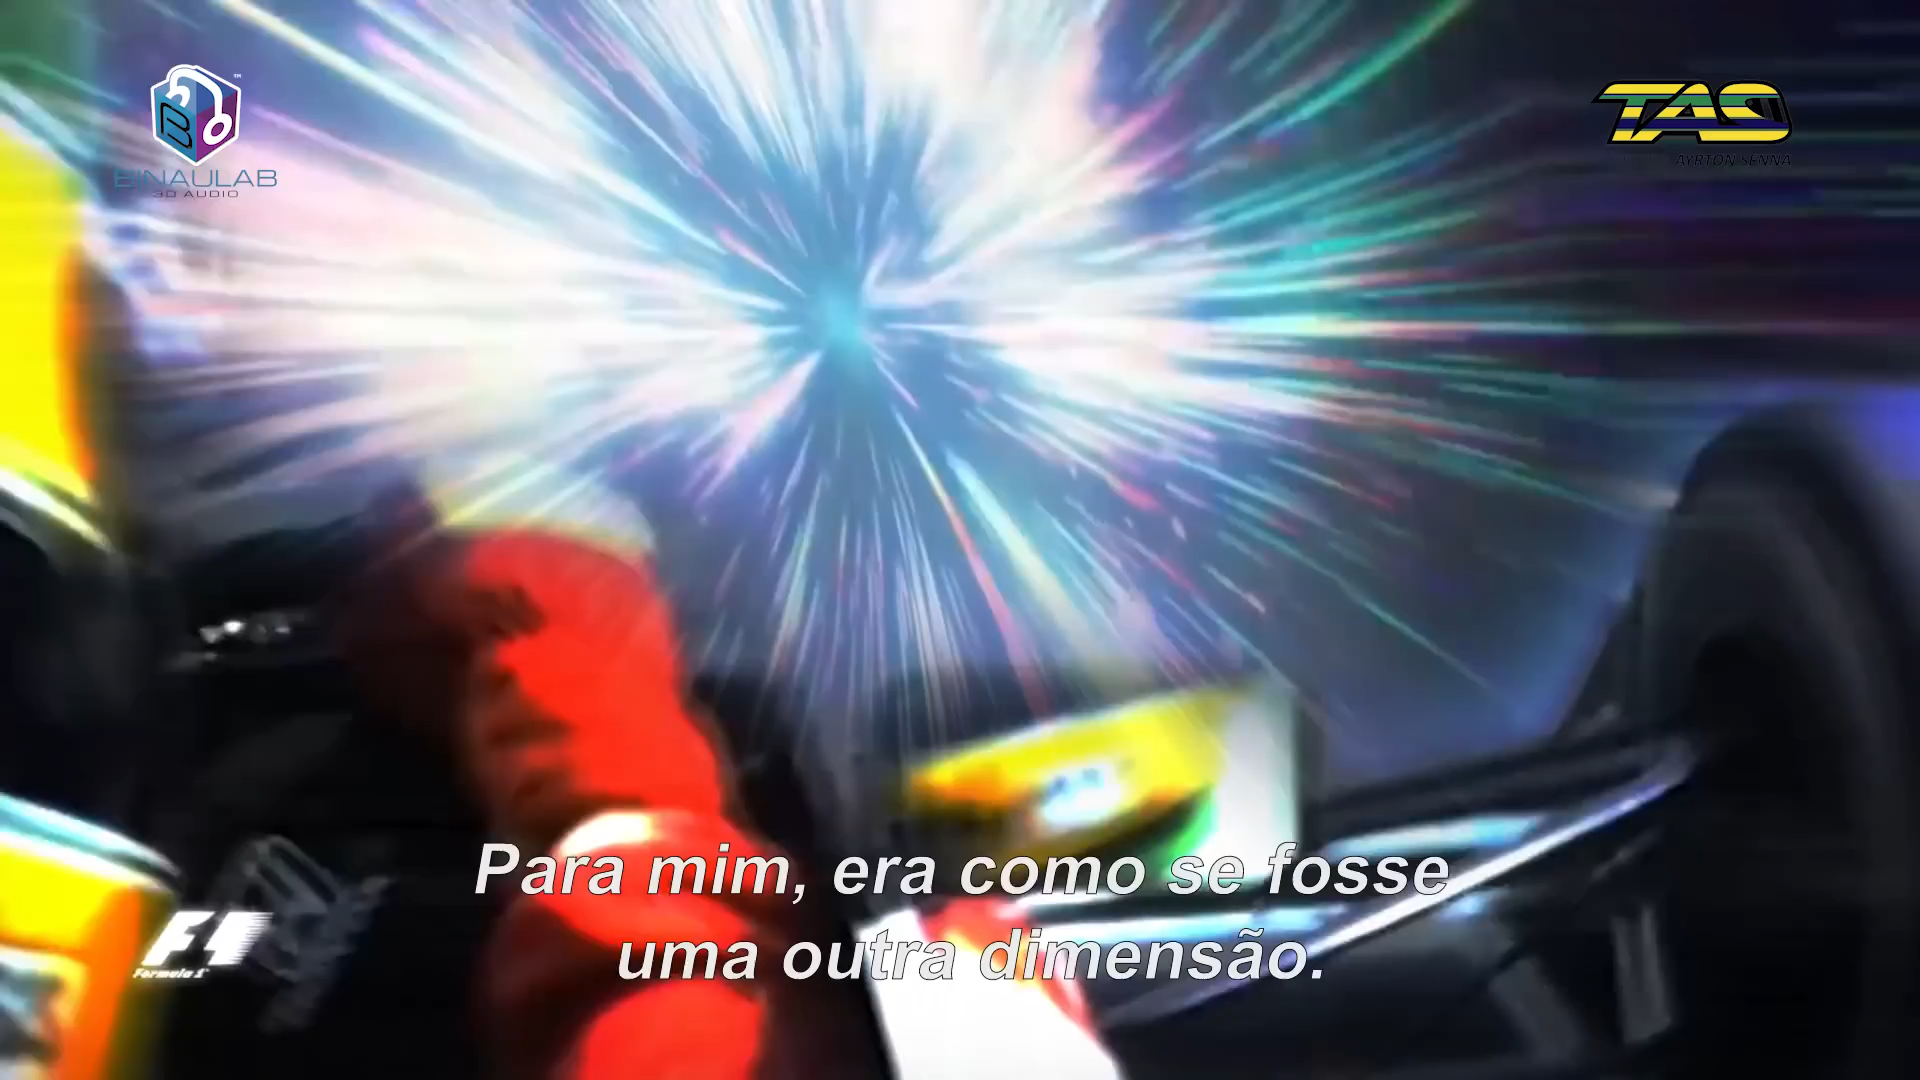 BINAULAB
3D AUDIO
TAS
AYRTON SENNA
Para mim, era como se fosse
uma outra dimensão.
F1
Formula 1